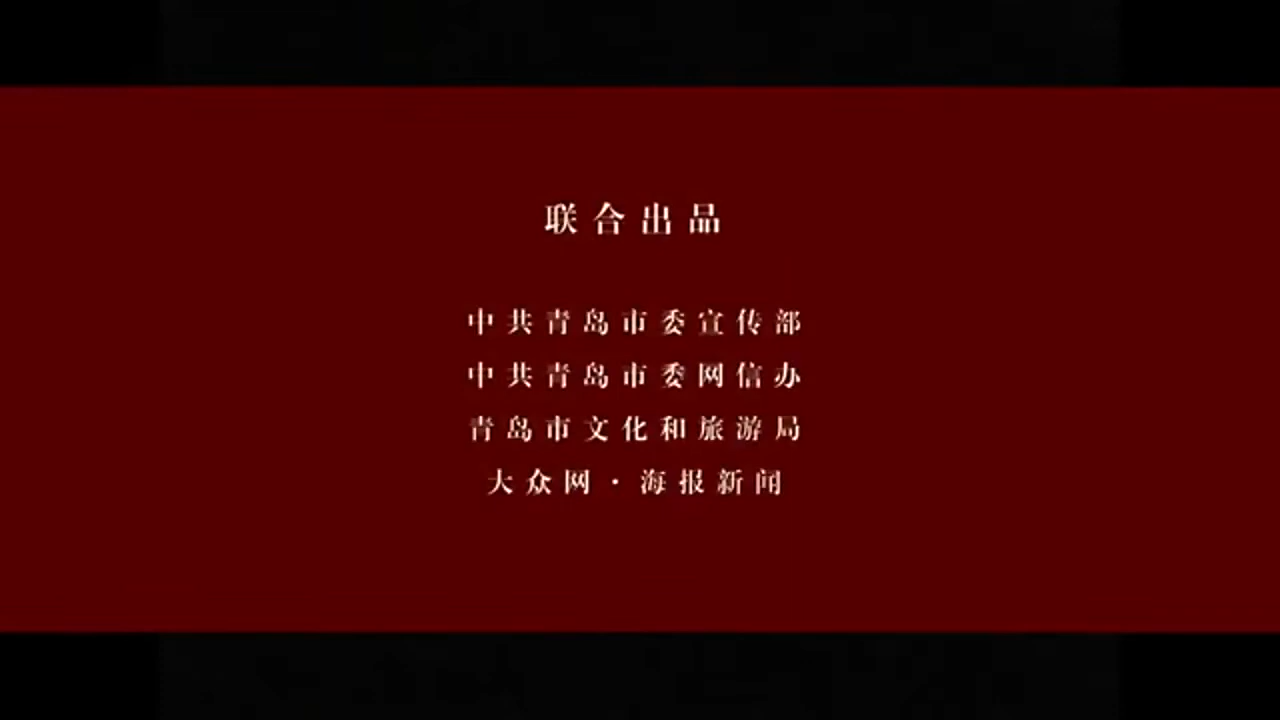 联合出品
中共青岛市委宣传部
中共青岛市委网信办
青岛市文化和旅游局
大众网·海报新闻